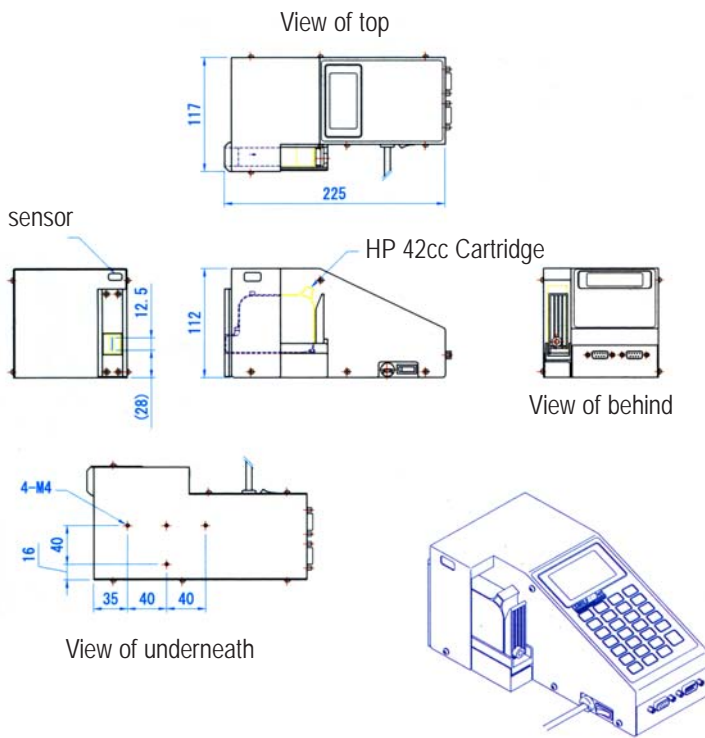 View of top
117
225
sensor
HP 42cc Cartridge
12.5
(28)
112
View of behind
4-M4
16
40
35
40
40
View of underneath